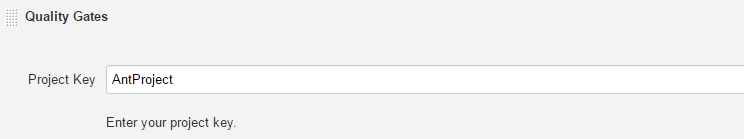 Quality Gates
Project Key AntProject
Enter your project key.